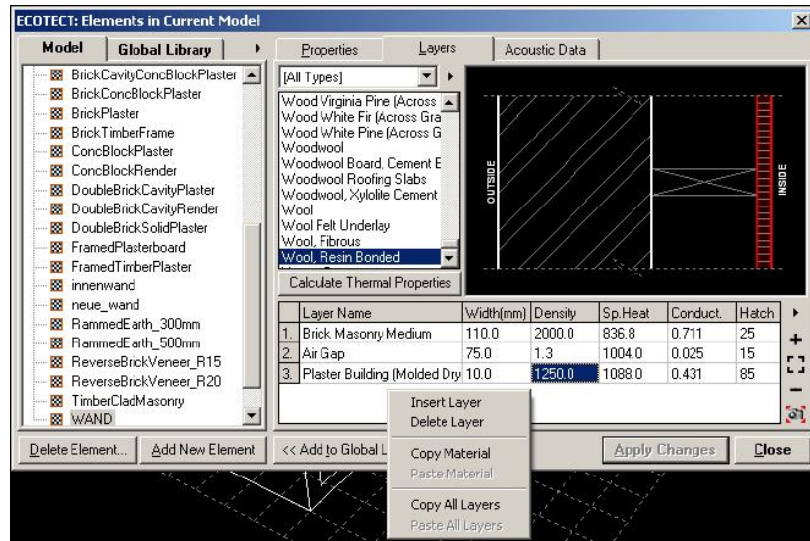 ECOTECT: Elements in Current Model
Model
Global Library
BrickCavityConcBlockPlaster
BrickConcBlockPlaster
BrickPlaster
BrickTimberFrame
ConcBlockPlaster
ConcBlockRender
DoubleBrickCavityPlaster
DoubleBrickCavityRender
DoubleBrickSolidPlaster
FramedPlasterboard
FramedTimberPlaster
innenwand
neue_wand
RammedEarth_300mm
RammedEarth_500mm
ReverseBrickVeneer_R15
ReverseBrickVeneer_R20
TimberCladMasonry
WAND
Delete Element...
Add New Element
Properties
Layers
Acoustic Data
[All Types]
Wood Virginia Pine (Across
Wood White Fir (Across Gra
Wood White Pine (Across G
Woodwool
Woodwool Board, Cement B
Woodwool Roofing Slabs
Woodwool, Xylolite Cement
Wool
Wool Felt Underlay
Wool, Fibrous
Wool, Resin Bonded
Calculate Thermal Properties
OUTSIDE
INSIDE
Layer Name Width(mm) Density Sp.Heat Conduct. Hatch
1. Brick Masonry Medium 110.0 2000.0 836.8 0.711 25
2. Air Gap 75.0 1.3 1004.0 0.025 15
3. Plaster Building (Molded Dry 10.0 1250.0 1088.0 0.431 85
Insert Layer
Delete Layer
Copy Material
Paste Material
Copy All Layers
Paste All Layers
<< Add to Global L
Apply Changes
Close